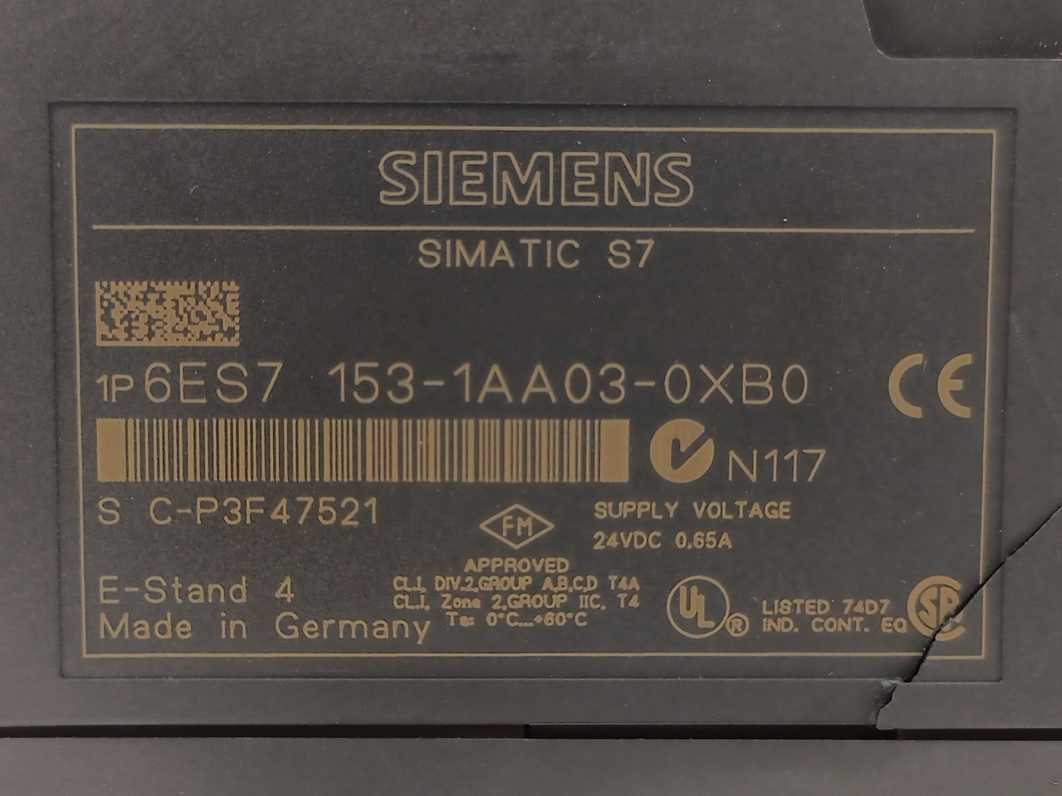 SIEMENS
SIMATIC S7
1P 6ES7 153-1AA03-0XB0
CE
N117
S C-P3F47521
FM
SUPPLY VOLTAGE
24VDC 0,65A
APPROVED
CL.I, DIV.2,GROUP A,B,C,D T4A
CL.I, Zone 2,GROUP IIC, T4
Ta: 0°C...+60°C
E-Stand 4
Made in Germany
UL ®
LISTED 74D7
IND. CONT. EQ